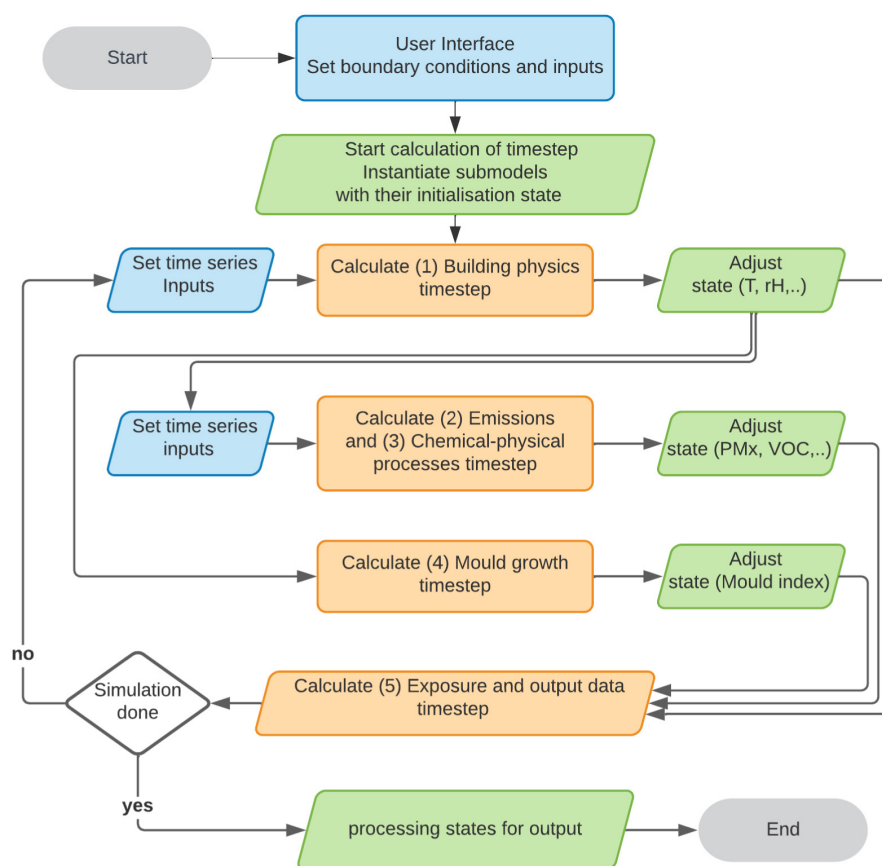 Start
User Interface
Set boundary conditions and inputs
Start calculation of timestep
Instantiate submodels
with their initialisation state
Set time series
Inputs
Calculate (1) Building physics
timestep
Adjust
state (T, rH,..)
Set time series
inputs
Calculate (2) Emissions
and (3) Chemical-physical
processes timestep
Adjust
state (PMx, VOC,..)
Calculate (4) Mould growth
timestep
Adjust
state (Mould index)
no
Simulation
done
Calculate (5) Exposure and output data
timestep
yes
processing states for output
End